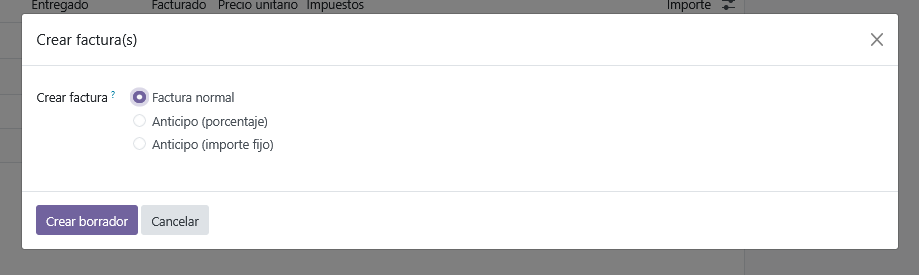 Entregado Facturado Precio unitario Impuestos Importe
Crear factura(s)
Crear factura ? Factura normal
Anticipo (porcentaje)
Anticipo (importe fijo)
Crear borrador Cancelar